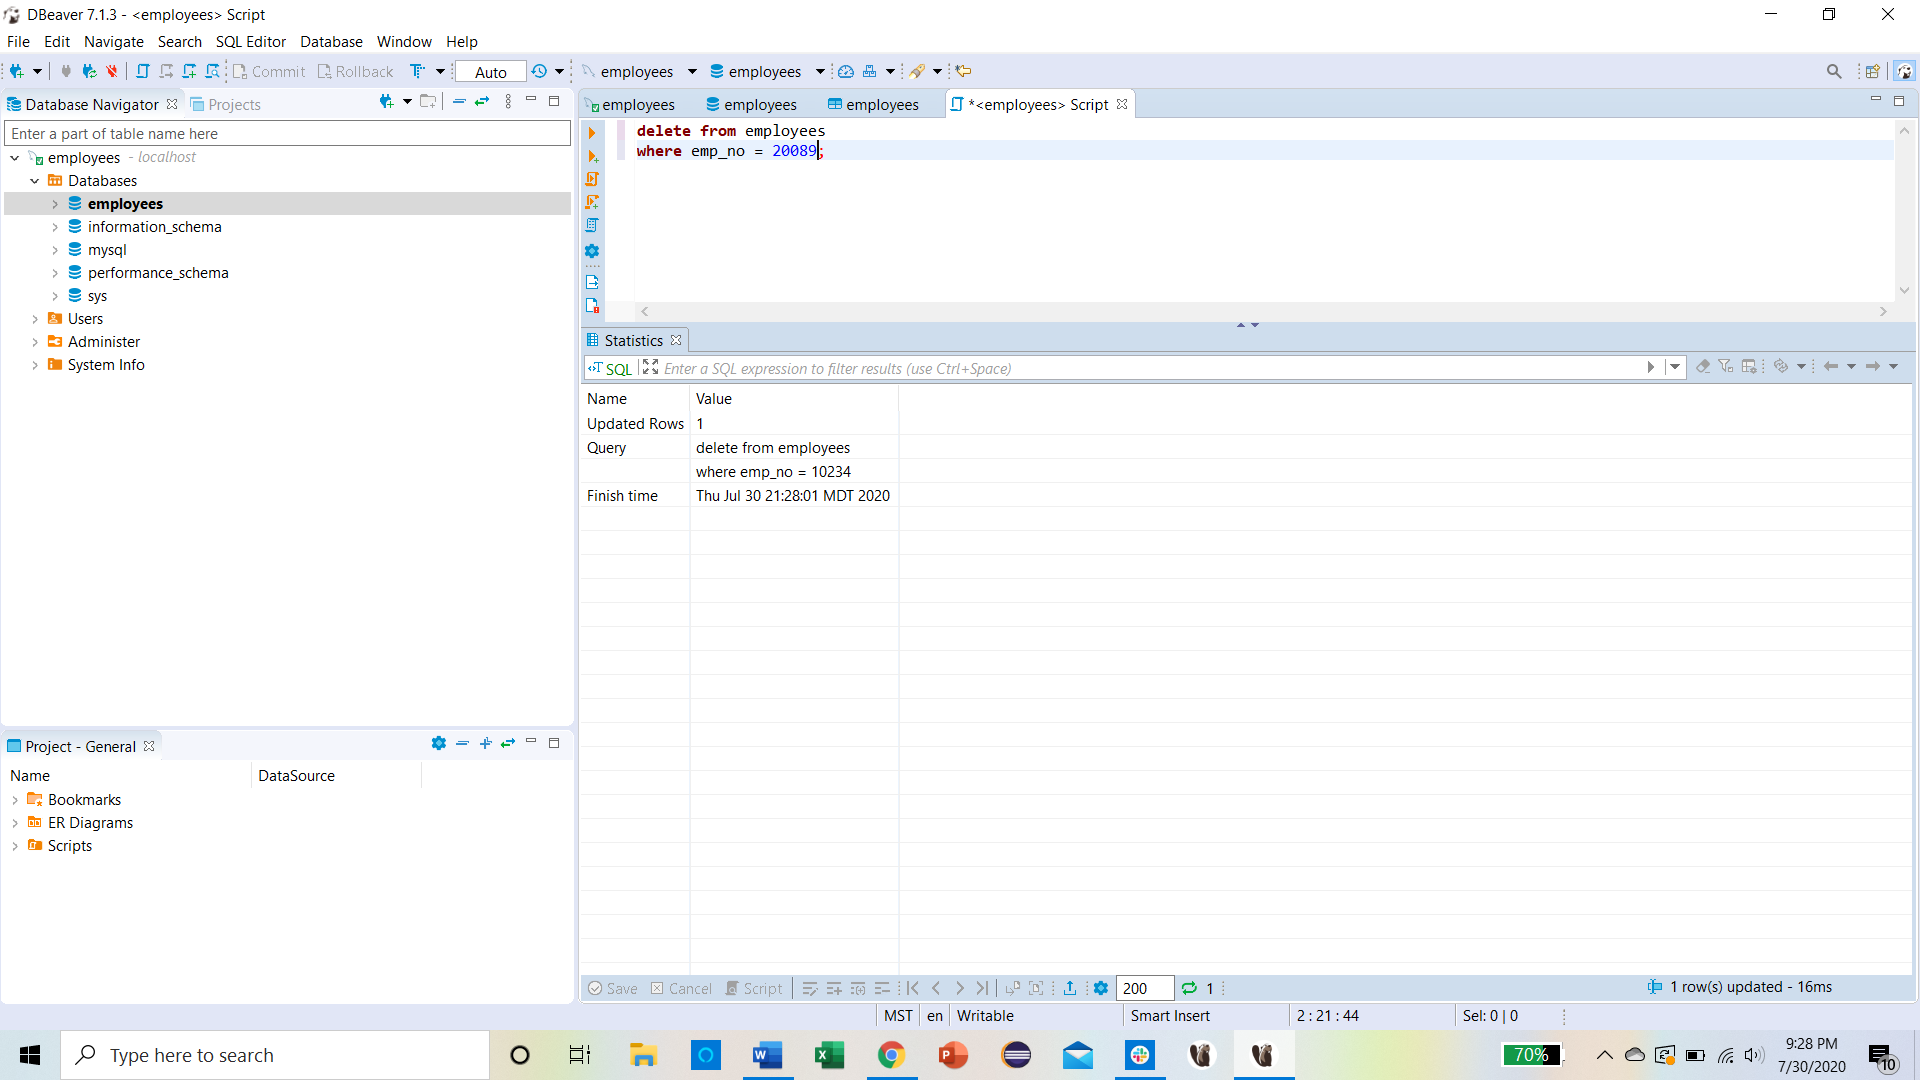 DBeaver 7.1.3 - <employees> Script
File Edit Navigate Search SQL Editor Database Window Help
Commit Rollback Auto employees employees
Database Navigator Projects
Enter a part of table name here
employees - localhost
Databases
employees
information_schema
mysql
performance_schema
sys
Users
Administer
System Info
Project - General
Name DataSource
Bookmarks
ER Diagrams
Scripts
employees employees employees *<employees> Script
delete from employees
where emp_no = 20089;
Statistics
SQL Enter a SQL expression to filter results (use Ctrl+Space)
Name Value
Updated Rows 1
Query delete from employees
where emp_no = 10234
Finish time Thu Jul 30 21:28:01 MDT 2020
Save Cancel Script 200 1 1 row(s) updated - 16ms
MST en Writable Smart Insert 2 : 21 : 44 Sel: 0 | 0
Type here to search
70%
9:28 PM
7/30/2020
10